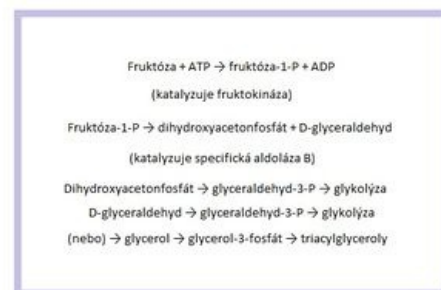 Fruktóza + ATP → fruktóza-1-P + ADP
(katalyzuje fruktokináza)
Fruktóza-1-P → dihydroxyacetonfosfát + D-glyceraldehyd
(katalyzuje specifická aldoláza B)
Dihydroxyacetonfosfát → glyceraldehyd-3-P → glykolýza
D-glyceraldehyd → glyceraldehyd-3-P → glykolýza
(nebo) → glycerol → glycerol-3-fosfát → triacylglyceroly